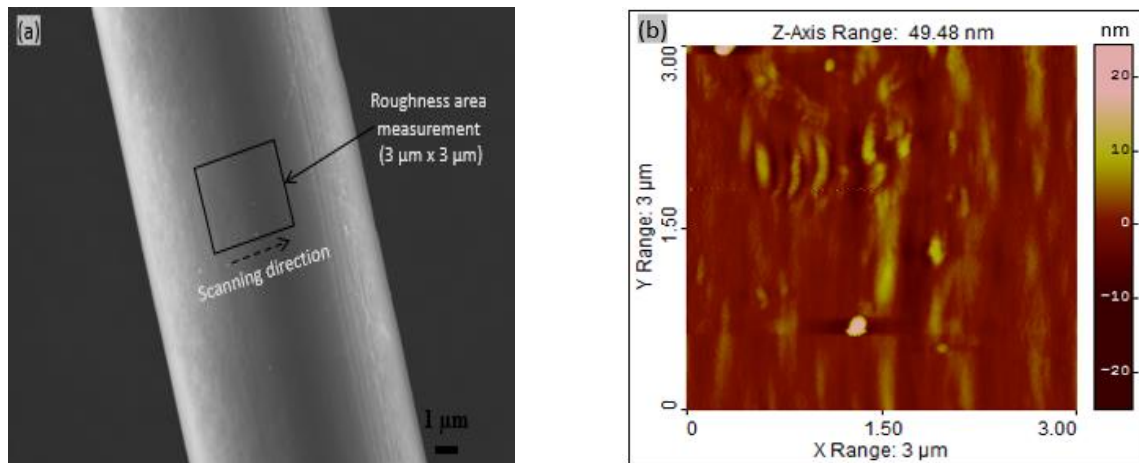 (a)
Roughness area
measurement
(3 µm x 3 µm)
Scanning direction
1 µm
(b)
Z-Axis Range: 49.48 nm
nm
Y Range: 3 µm
3.00
1.50
0
0
1.50
3.00
X Range: 3 µm
20
10
0
−10
−20